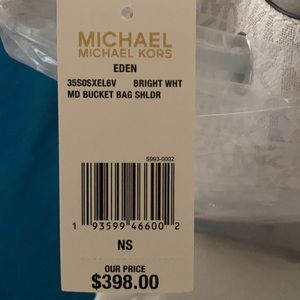 MICHAEL
MICHAEL KORS
EDEN
35S0SXEL6V BRIGHT WHT
MD BUCKET BAG SHLDR
S993-0002
1 93599 46600 2
NS
OUR PRICE
$398.00